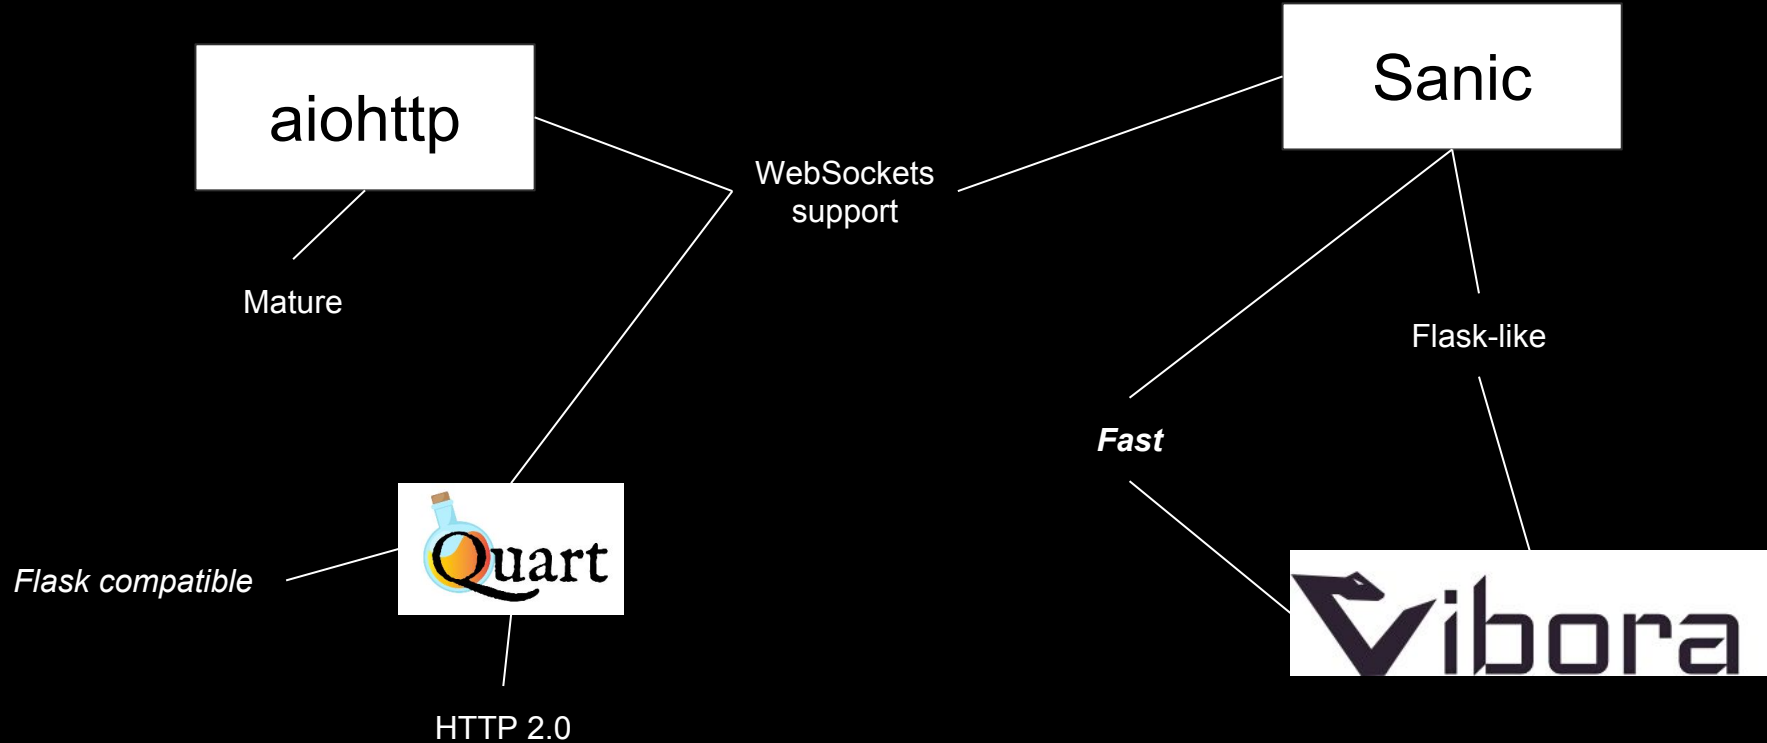 Sanic
aiohttp
WebSockets
support
Mature
Flask-like
Fast
Quart
Flask compatible
Vibora
HTTP 2.0